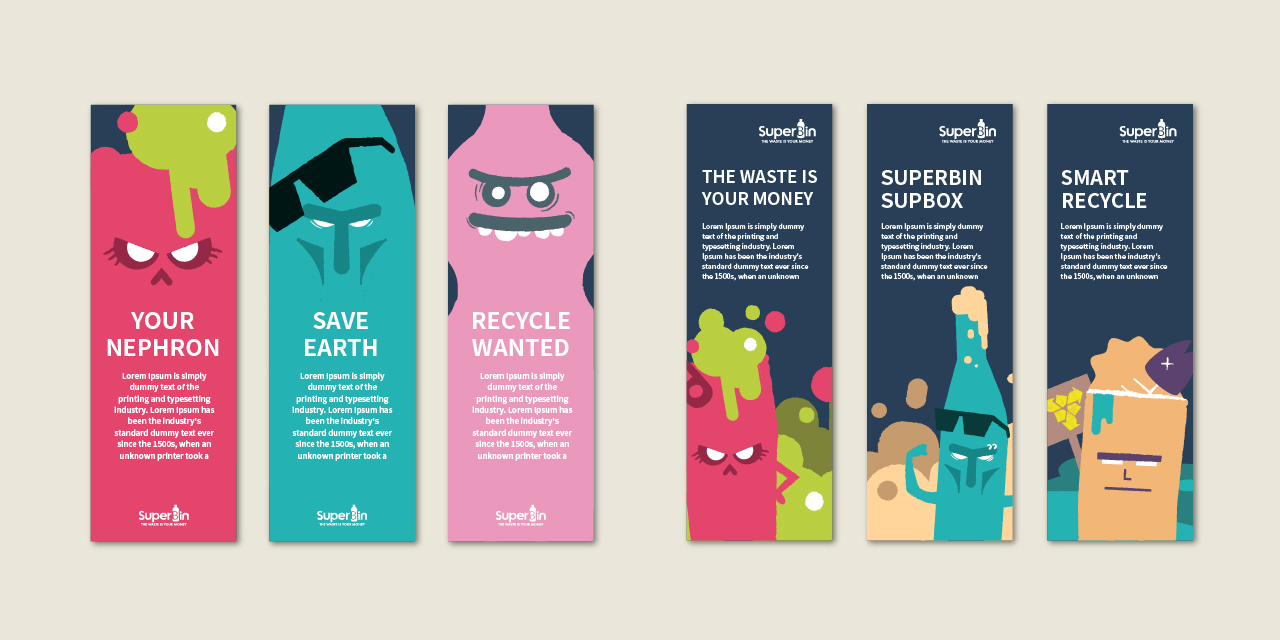 YOUR
NEPHRON
Lorem Ipsum is simply
dummy text of the
printing and typesetting
industry. Lorem Ipsum has
been the industry's
standard dummy text ever
since the 1500s, when an
unknown printer took a
SuperBin
THE WASTE IS YOUR MONEY
SAVE
EARTH
Lorem Ipsum is simply
dummy text of the
printing and typesetting
industry. Lorem Ipsum has
been the industry's
standard dummy text ever
since the 1500s, when an
unknown printer took a
SuperBin
THE WASTE IS YOUR MONEY
RECYCLE
WANTED
Lorem Ipsum is simply
dummy text of the
printing and typesetting
industry. Lorem Ipsum has
been the industry's
standard dummy text ever
since the 1500s, when an
unknown printer took a
SuperBin
THE WASTE IS YOUR MONEY
SuperBin
THE WASTE IS YOUR MONEY
THE WASTE IS
YOUR MONEY
Lorem Ipsum is simply dummy
text of the printing and
typesetting industry. Lorem
Ipsum has been the industry's
standard dummy text ever since
the 1500s, when an unknown
SuperBin
THE WASTE IS YOUR MONEY
SUPERBIN
SUPBOX
Lorem Ipsum is simply dummy
text of the printing and
typesetting industry. Lorem
Ipsum has been the industry's
standard dummy text ever since
the 1500s, when an unknown
SuperBin
THE WASTE IS YOUR MONEY
SMART
RECYCLE
Lorem Ipsum is simply dummy
text of the printing and
typesetting industry. Lorem
Ipsum has been the industry's
standard dummy text ever since
the 1500s, when an unknown